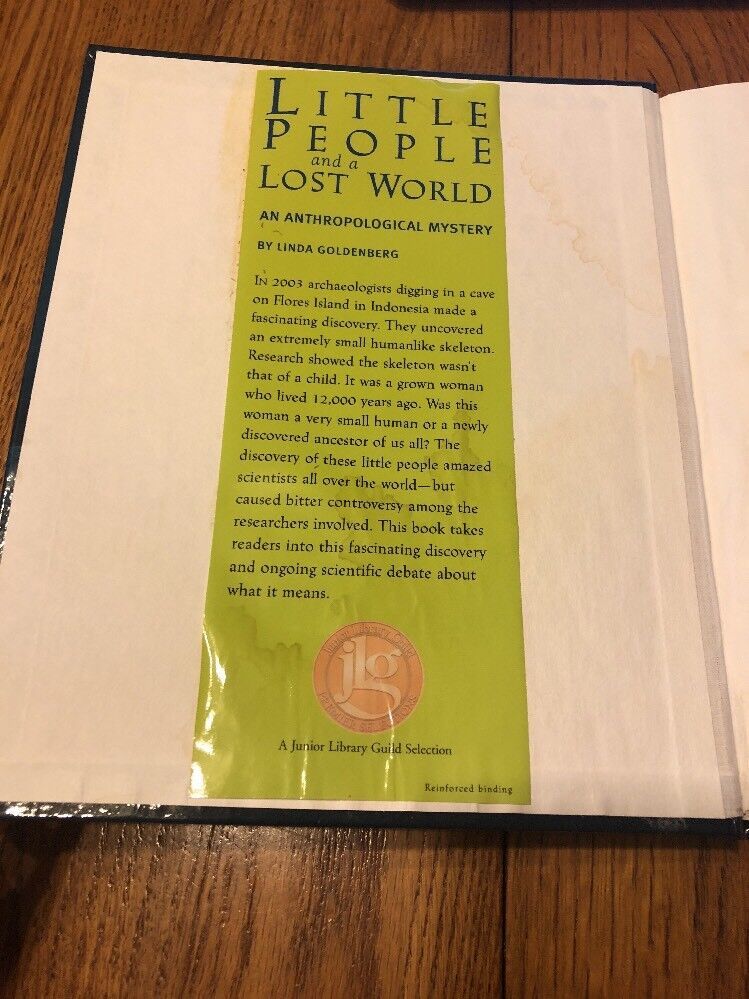 LITTLE
PEOPLE
and a
LOST WORLD
AN ANTHROPOLOGICAL MYSTERY
BY LINDA GOLDENBERG
IN 2003 archaeologists digging in a cave
on Flores Island in Indonesia made a
fascinating discovery. They uncovered
an extremely small humanlike skeleton.
Research showed the skeleton wasn't
that of a child. It was a grown woman
who lived 12,000 years ago. Was this
woman a very small human or a newly
discovered ancestor of us all? The
discovery of these little people amazed
scientists all over the world—but
caused bitter controversy among the
researchers involved. This book takes
readers into this fascinating discovery
and ongoing scientific debate about
what it means.
Junior Library Guild
jlg
PREMIER SELECTIONS
A Junior Library Guild Selection
Reinforced binding